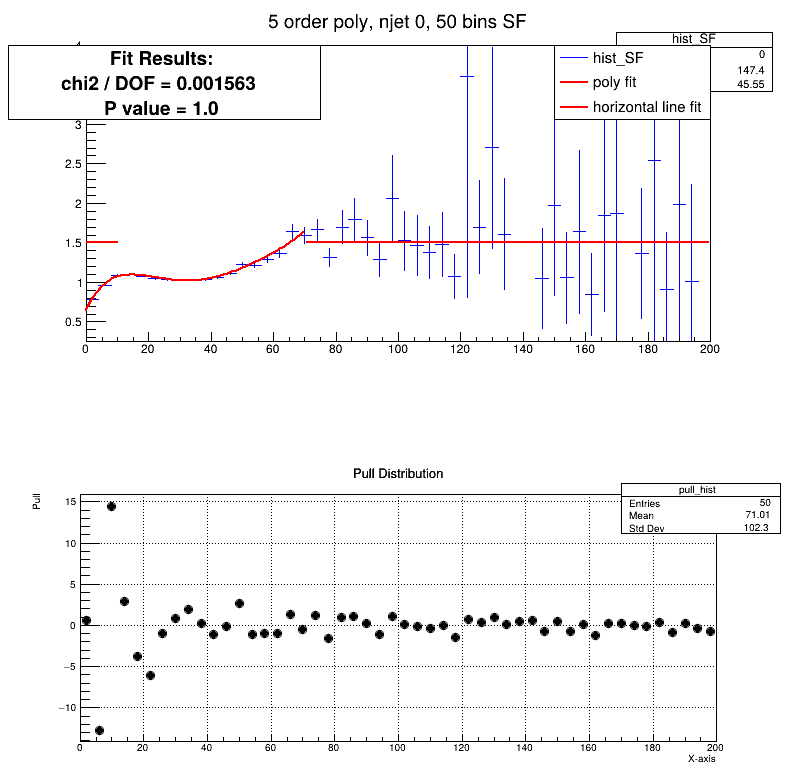 5 order poly, njet 0, 50 bins SF
hist_SF
0
147.4
45.55
Fit Results:
chi2 / DOF = 0.001563
P value = 1.0
hist_SF
poly fit
horizontal line fit
3
2.5
2
1.5
1
0.5
0 20 40 60 80 100 120 140 160 180 200
Pull Distribution
pull_hist
Entries 50
Mean 71.01
Std Dev 102.3
Pull
15
10
5
0
−5
−10
0 20 40 60 80 100 120 140 160 180 200
X-axis